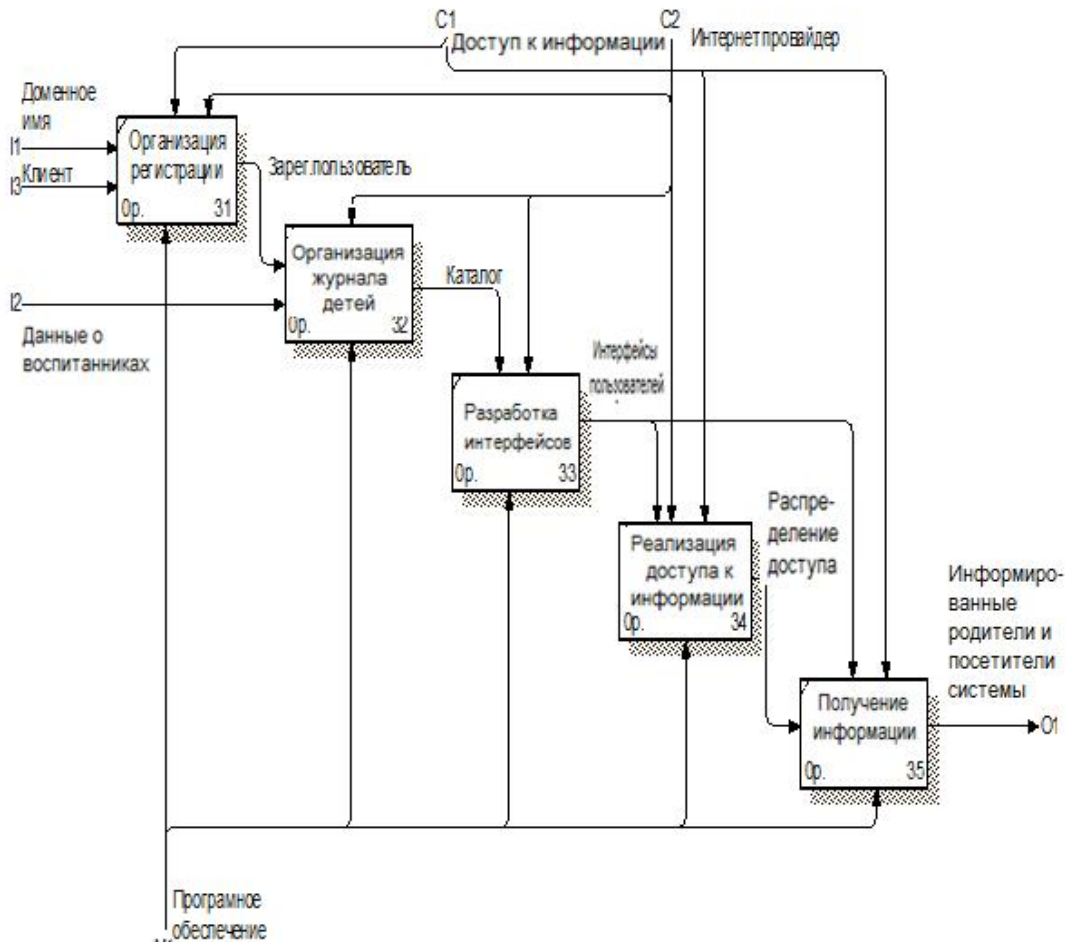 C1
C2
Доступ к информации
Интернет провайдер
Доменное
имя
I1
I3
Клиент
Организация
регистрации
0р.
31
Зарег.пользователь
Организация
журнала
детей
0р.
32
I2
Данные о
воспитанниках
Каталог
Интерфейсы
пользователей
Разработка
интерфейсов
0р.
33
Распре-
деление
доступа
Реализация
доступа к
информации
0р.
34
Информиро-
ванные
родители и
посетители
системы
Получение
информации
0р.
35
O1
Програмное
обеспечение